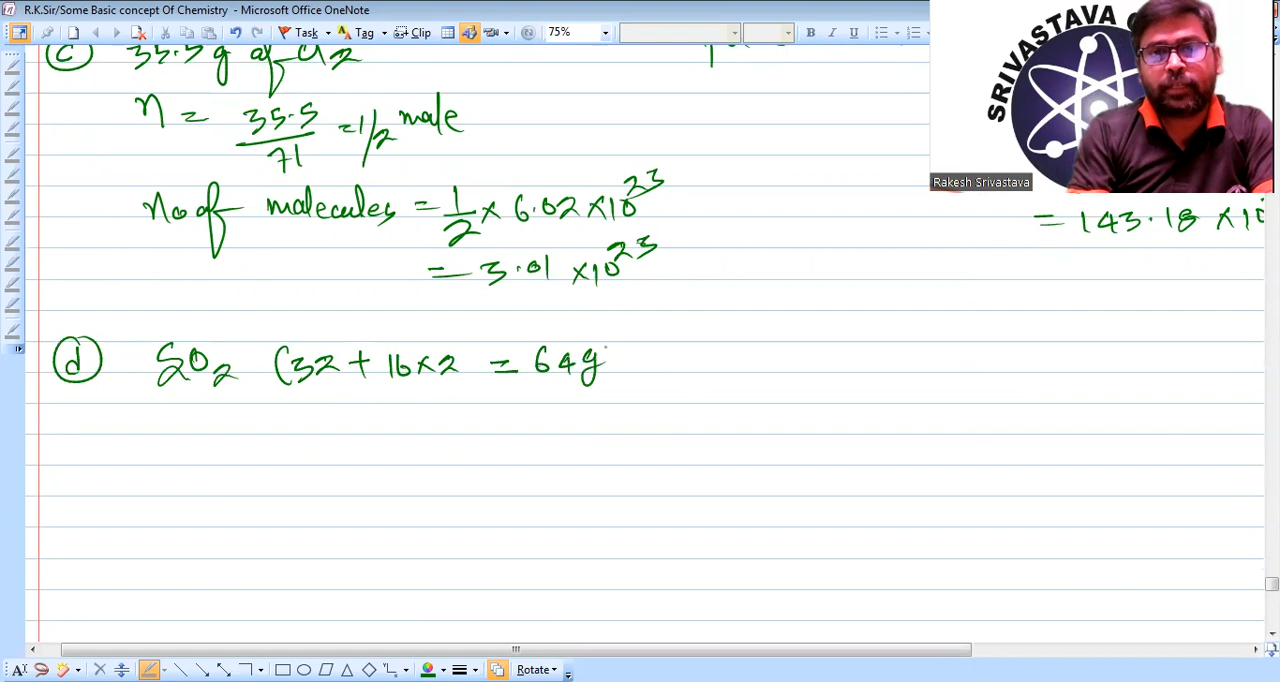 R.K.Sir/Some Basic concept Of Chemistry - Microsoft Office OneNote
Task
Tag
Clip
75%
B I U
SRIVASTAVA C
Rakesh Srivastava
(c) 35.5 g of Cl2
n = 35.5/71 = 1/2 mole
No of molecules = 1/2 × 6.02 × 10^23
= 3.01 × 10^23
= 143.18 × 10
(d) SO2 (32 + 16×2 = 64g
Rotate